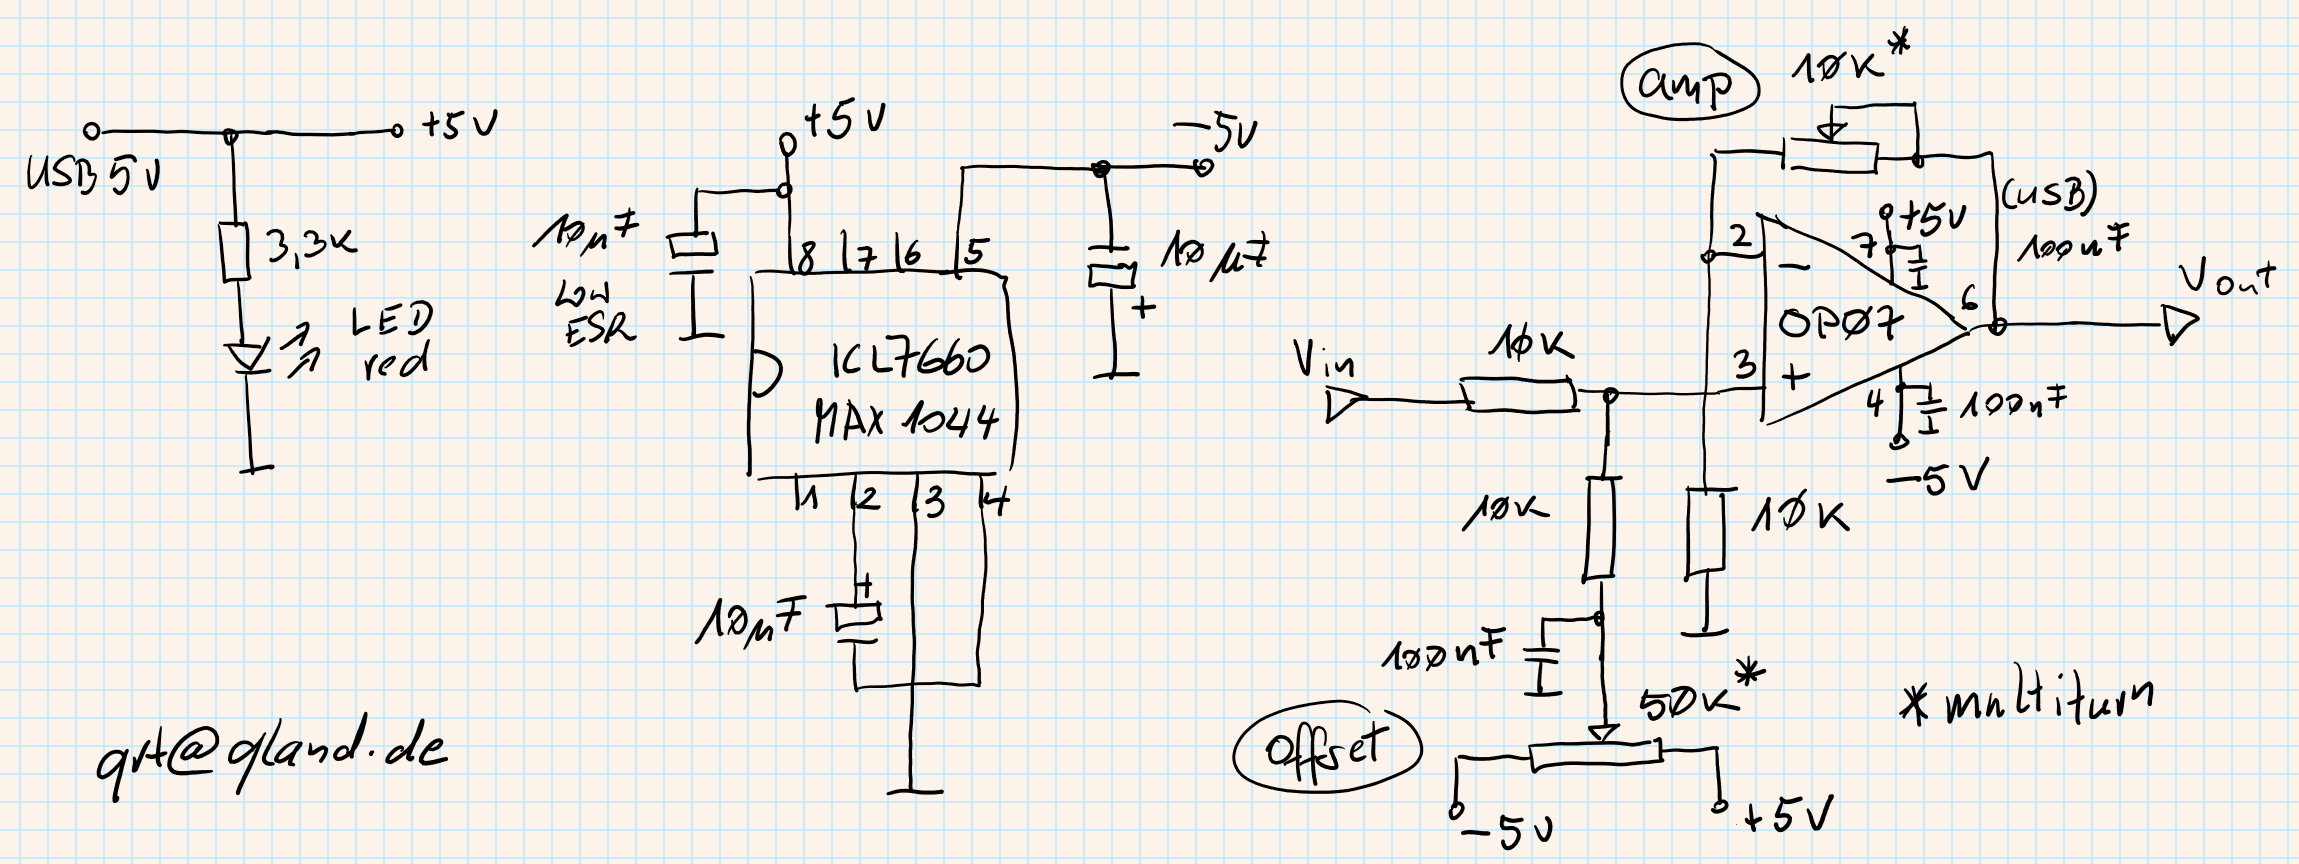 USB 5V
+5V
3,3K
LED
red
+5V
10µF
LOW
ESR
8 7 6 5
ICL7660
MAX 1044
1 2 3 4
-5V
10µF
+
+
10µF
amp
10K*
(USB)
100nF
+5V
7
2
-
OP07
6
3
+
4
100nF
-5V
Vout
Vin
10K
10K
10K
100nF
50K*
Offset
-5V
+5V
* multiturn
qrt@qland.de